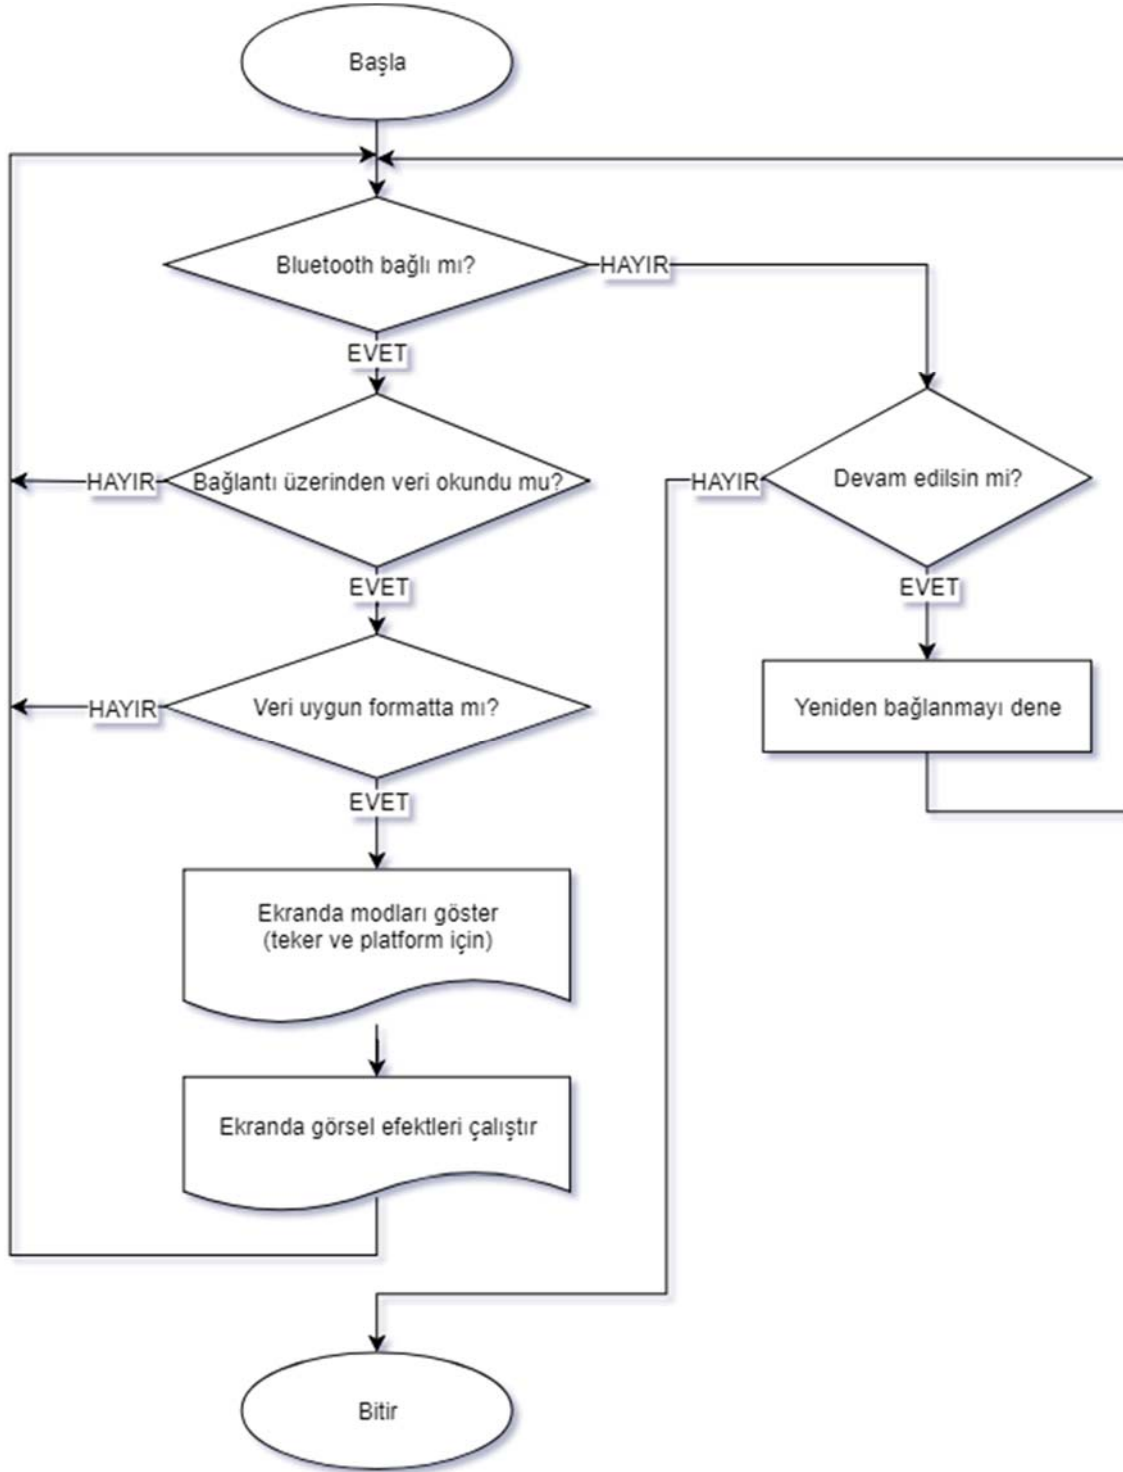 Başla
Bluetooth bağlı mı?
HAYIR
EVET
Bağlantı üzerinden veri okundu mu?
HAYIR
HAYIR
Devam edilsin mi?
EVET
EVET
Veri uygun formatta mı?
HAYIR
Yeniden bağlanmayı dene
EVET
Ekranda modları göster
(teker ve platform için)
Ekranda görsel efektleri çalıştır
Bitir